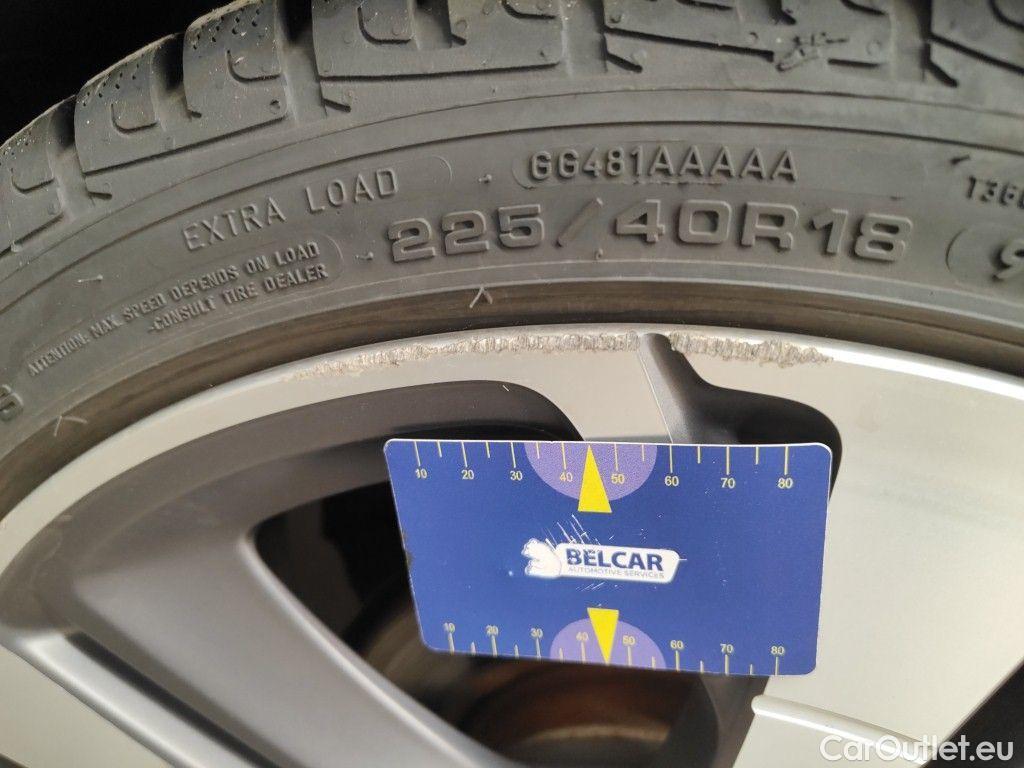 GG481AAAAA
EXTRA LOAD
225/40R18
ATTENTION: MAX SPEED DEPENDS ON LOAD
-CONSULT TIRE DEALER
10 20 30 40 50 60 70 80
BELCAR
AUTOMOTIVE SERVICES
10 20 30 40 50 60 70 80
CarOutlet.eu